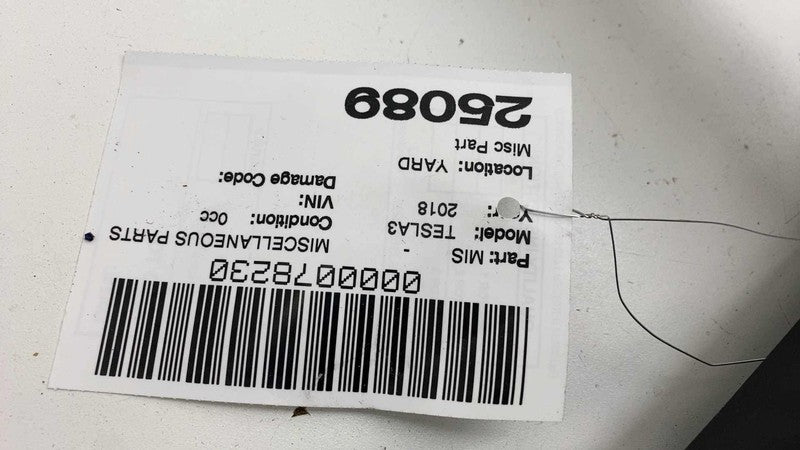 0000078230
Part: MIS - MISCELLANEOUS PARTS
Model: TESLA3 Condition: 0cc
2018 VIN:
Location: YARD Damage Code:
Misc Part
25089